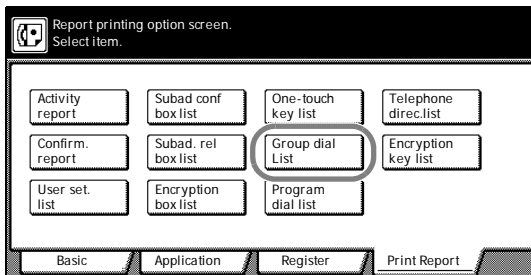 Report printing option screen.
Select item.
Activity
report
Subad conf
box list
One-touch
key list
Telephone
direc.list
Confirm.
report
Subad. rel
box list
Group dial
List
Encryption
key list
User set.
list
Encryption
box list
Program
dial list
Basic
Application
Register
Print Report